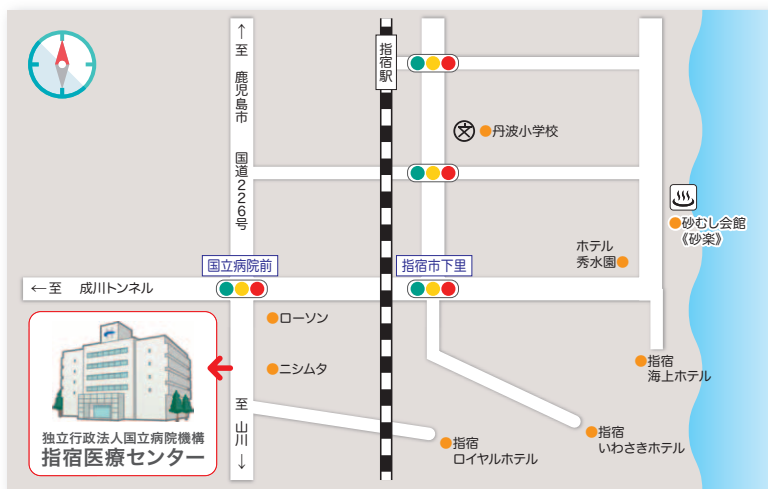 ↑至 鹿児島市
国道226号
指宿駅
丹波小学校
砂むし会館
《砂楽》
ホテル
秀水園
国立病院前
指宿市下里
←至 成川トンネル
ローソン
ニシムタ
至 山川↓
指宿
海上ホテル
指宿
いわさきホテル
指宿
ロイヤルホテル
独立行政法人国立病院機構
指宿医療センター